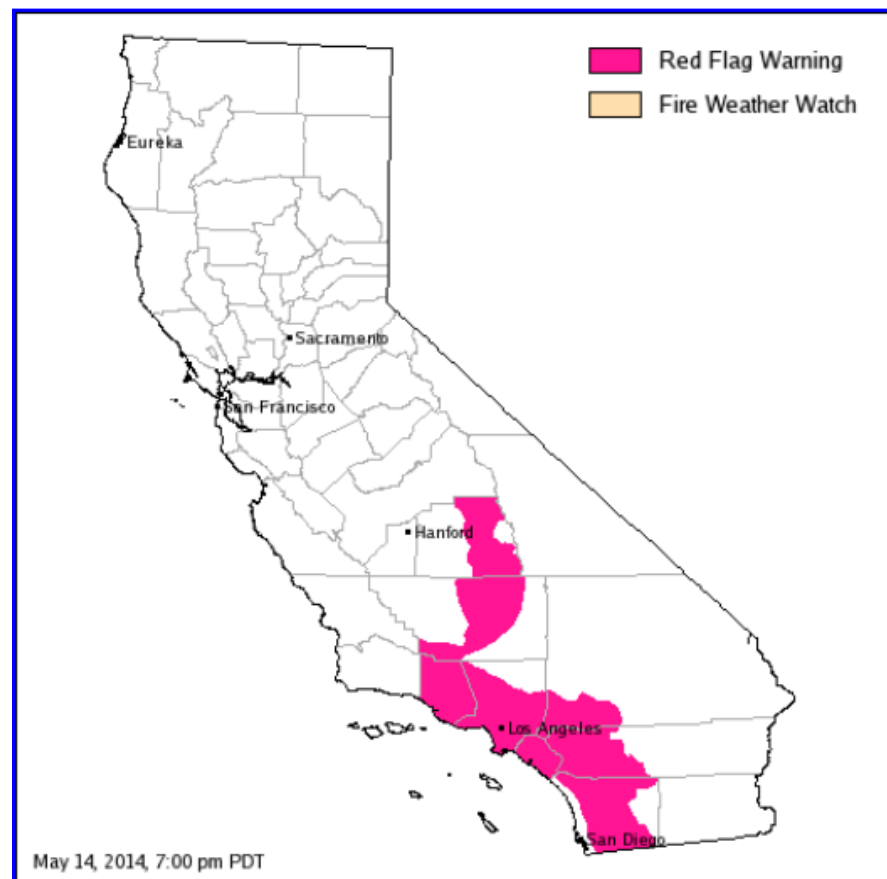 Red Flag Warning
Fire Weather Watch
Eureka
Sacramento
San Francisco
Hanford
Los Angeles
San Diego
May 14, 2014, 7:00 pm PDT